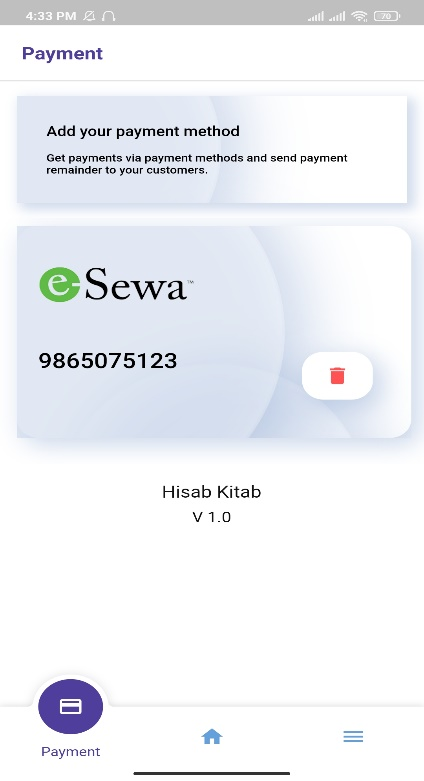 4:33 PM
70
Payment
Add your payment method
Get payments via payment methods and send payment
remainder to your customers.
e-Sewa™
9865075123
Hisab Kitab
V 1.0
Payment